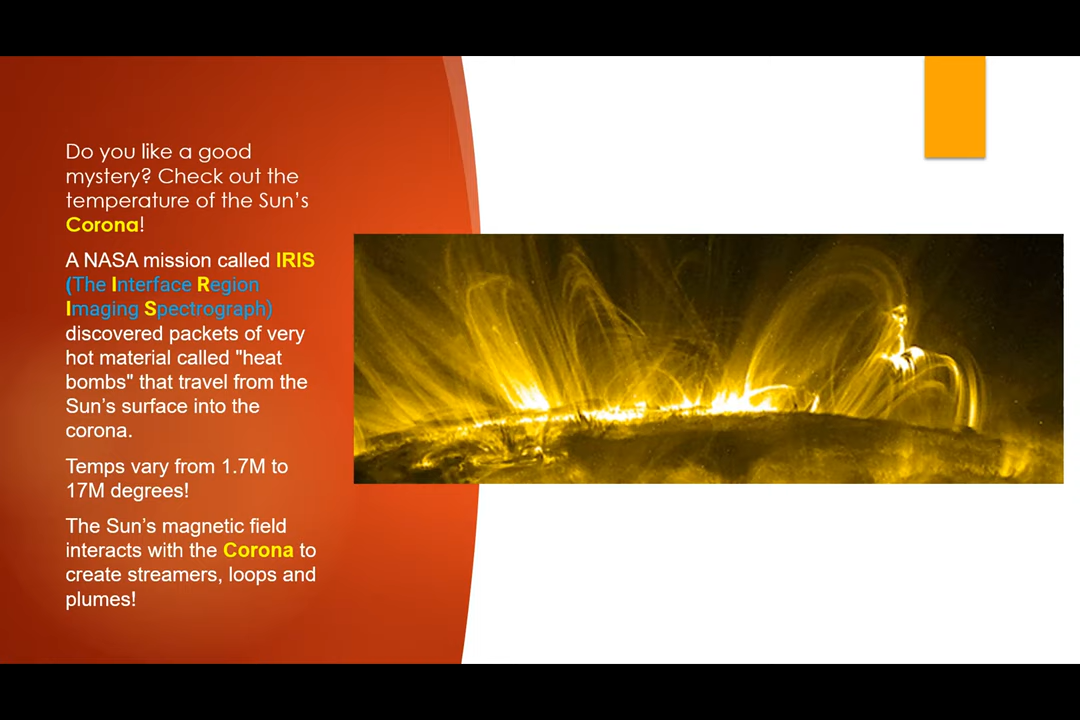 Do you like a good
mystery? Check out the
temperature of the Sun’s
Corona!
A NASA mission called IRIS
(The Interface Region
Imaging Spectrograph)
discovered packets of very
hot material called "heat
bombs" that travel from the
Sun’s surface into the
corona.
Temps vary from 1.7M to
17M degrees!
The Sun’s magnetic field
interacts with the Corona to
create streamers, loops and
plumes!